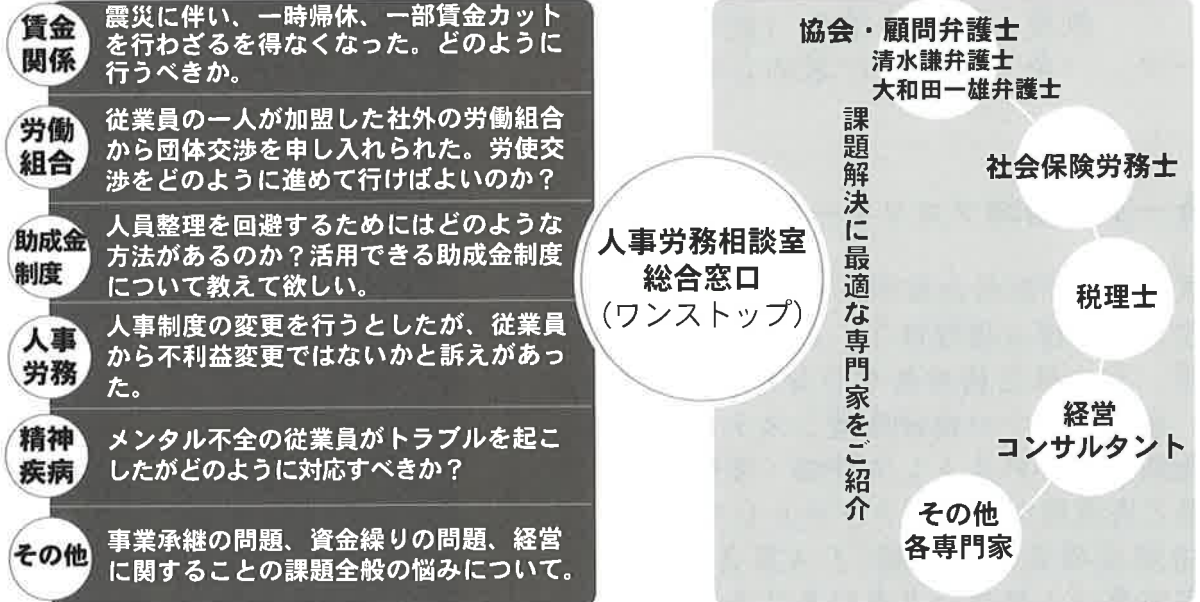 賃金
関係
震災に伴い、一時帰休、一部賃金カット
を行わざるを得なくなった。どのように
行うべきか。
労働
組合
従業員の一人が加盟した社外の労働組合
から団体交渉を申し入れられた。労使交
渉をどのように進めて行けばよいのか？
助成金
制度
人員整理を回避するためにはどのような
方法があるのか？活用できる助成金制度
について教えて欲しい。
人事
労務
人事制度の変更を行うとしたが、従業員
から不利益変更ではないかと訴えがあっ
た。
精神
疾病
メンタル不全の従業員がトラブルを起こ
したがどのように対応すべきか？
その他
事業承継の問題、資金繰りの問題、経営
に関することの課題全般の悩みについて。
人事労務相談室
総合窓口
（ワンストップ）
課題解決に最適な専門家をご紹介
協会・顧問弁護士
清水謙弁護士
大和田一雄弁護士
社会保険労務士
税理士
経営
コンサルタント
その他
各専門家